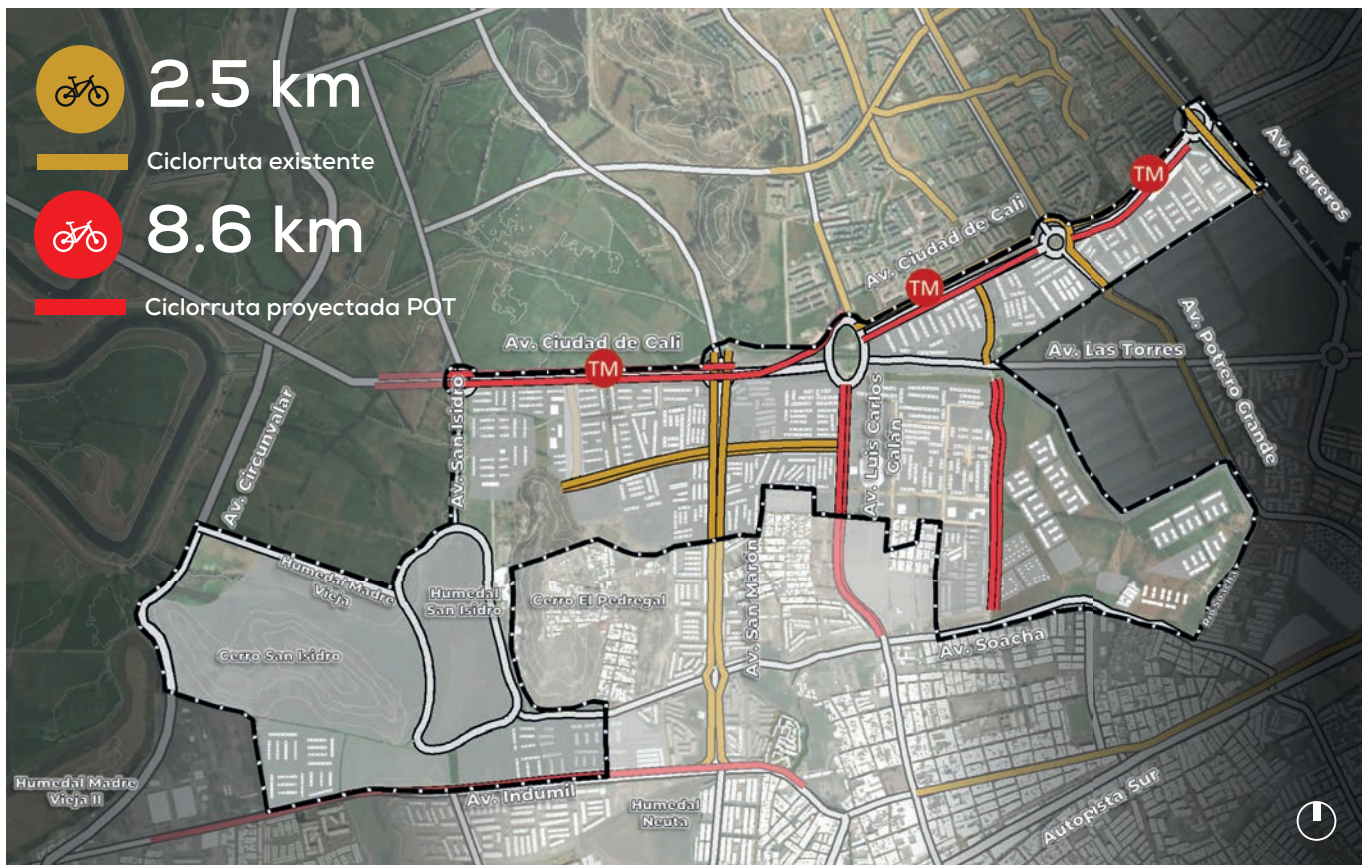 2.5 km
Ciclorruta existente
8.6 km
Ciclorruta proyectada POT
Av. Terreros
TM
Av. Ciudad de Cali
TM
Av. Potrero Grande
Av. Ciudad de Cali
TM
Av. Las Torres
Av. San Isidro
Av. Luis Carlos
Galán
Av. Circunvalar
Humedal Madre
Vieja
Humedal
San Isidro
Cerro El Pedregal
Av. San Marón
Río Soacha
Cerro San Isidro
Av. Soacha
Humedal Madre
Vieja II
Av. Indumil
Humedal
Neuta
Autopista Sur